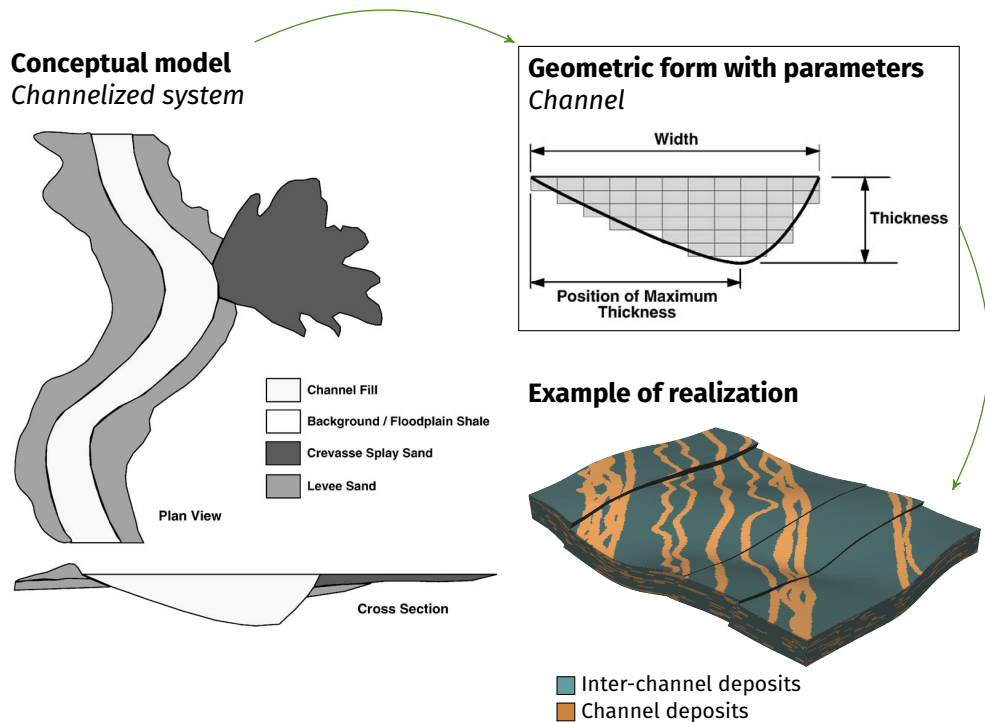 Conceptual model
Channelized system
Channel Fill
Background / Floodplain Shale
Crevasse Splay Sand
Levee Sand
Plan View
Cross Section
Geometric form with parameters
Channel
Width
Thickness
Position of Maximum
Thickness
Example of realization
Inter-channel deposits
Channel deposits